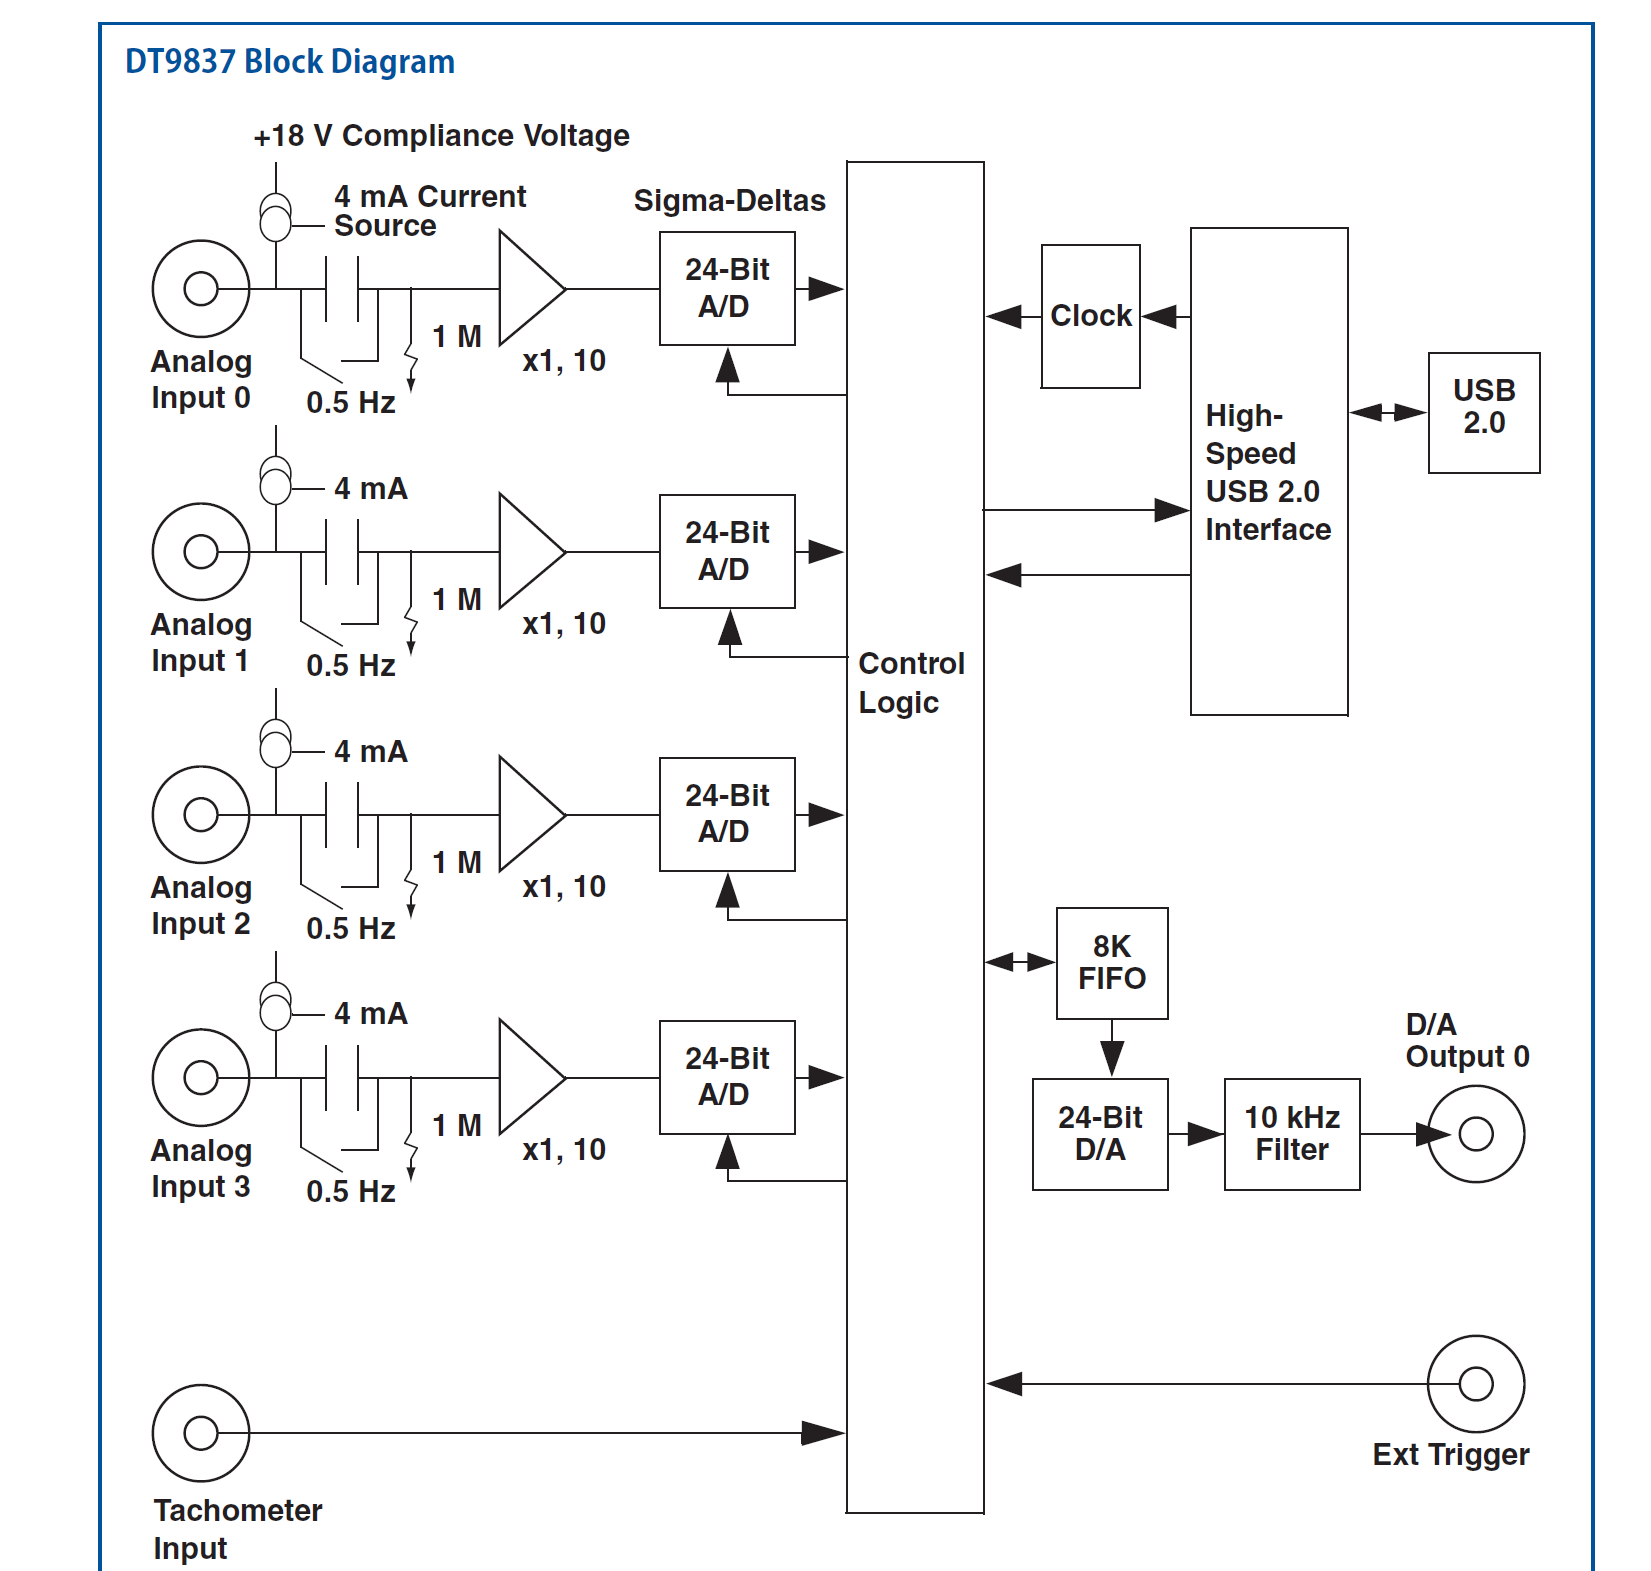 DT9837 Block Diagram
+18 V Compliance Voltage
4 mA Current
Source
Sigma-Deltas
24-Bit
A/D
Analog
Input 0
0.5 Hz
1 M
x1, 10
4 mA
24-Bit
A/D
Analog
Input 1
0.5 Hz
1 M
x1, 10
4 mA
24-Bit
A/D
Analog
Input 2
0.5 Hz
1 M
x1, 10
4 mA
24-Bit
A/D
Analog
Input 3
0.5 Hz
1 M
x1, 10
Tachometer
Input
Control
Logic
Clock
High-
Speed
USB 2.0
Interface
USB
2.0
8K
FIFO
24-Bit
D/A
10 kHz
Filter
D/A
Output 0
Ext Trigger